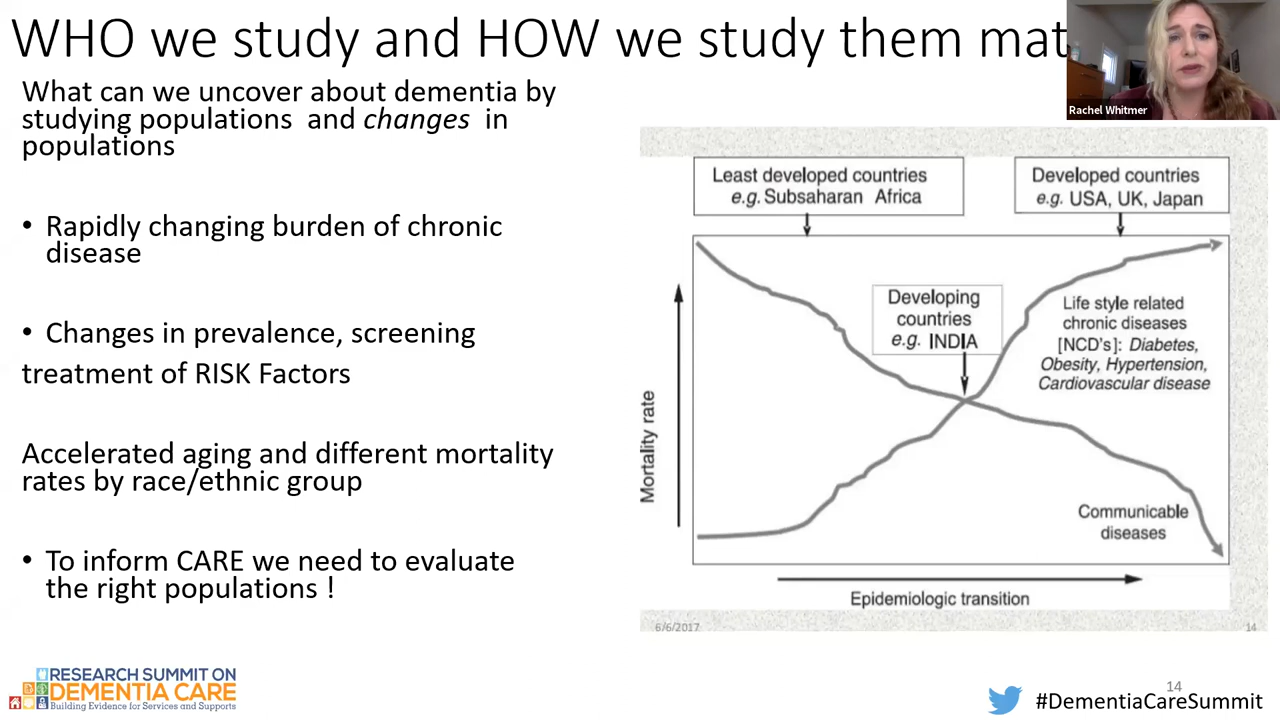 WHO we study and HOW we study them mat
Rachel Whitmer
What can we uncover about dementia by
studying populations and changes in
populations
• Rapidly changing burden of chronic
disease
• Changes in prevalence, screening
treatment of RISK Factors
Accelerated aging and different mortality
rates by race/ethnic group
• To inform CARE we need to evaluate
the right populations !
Least developed countries
e.g. Subsaharan Africa
Developed countries
e.g. USA, UK, Japan
Developing
countries
e.g. INDIA
Life style related
chronic diseases
[NCD's]: Diabetes,
Obesity, Hypertension,
Cardiovascular disease
Mortality rate
Communicable
diseases
Epidemiologic transition
6/6/2017
14
RESEARCH SUMMIT ON
DEMENTIA CARE
Building Evidence for Services and Supports
14
#DementiaCareSummit